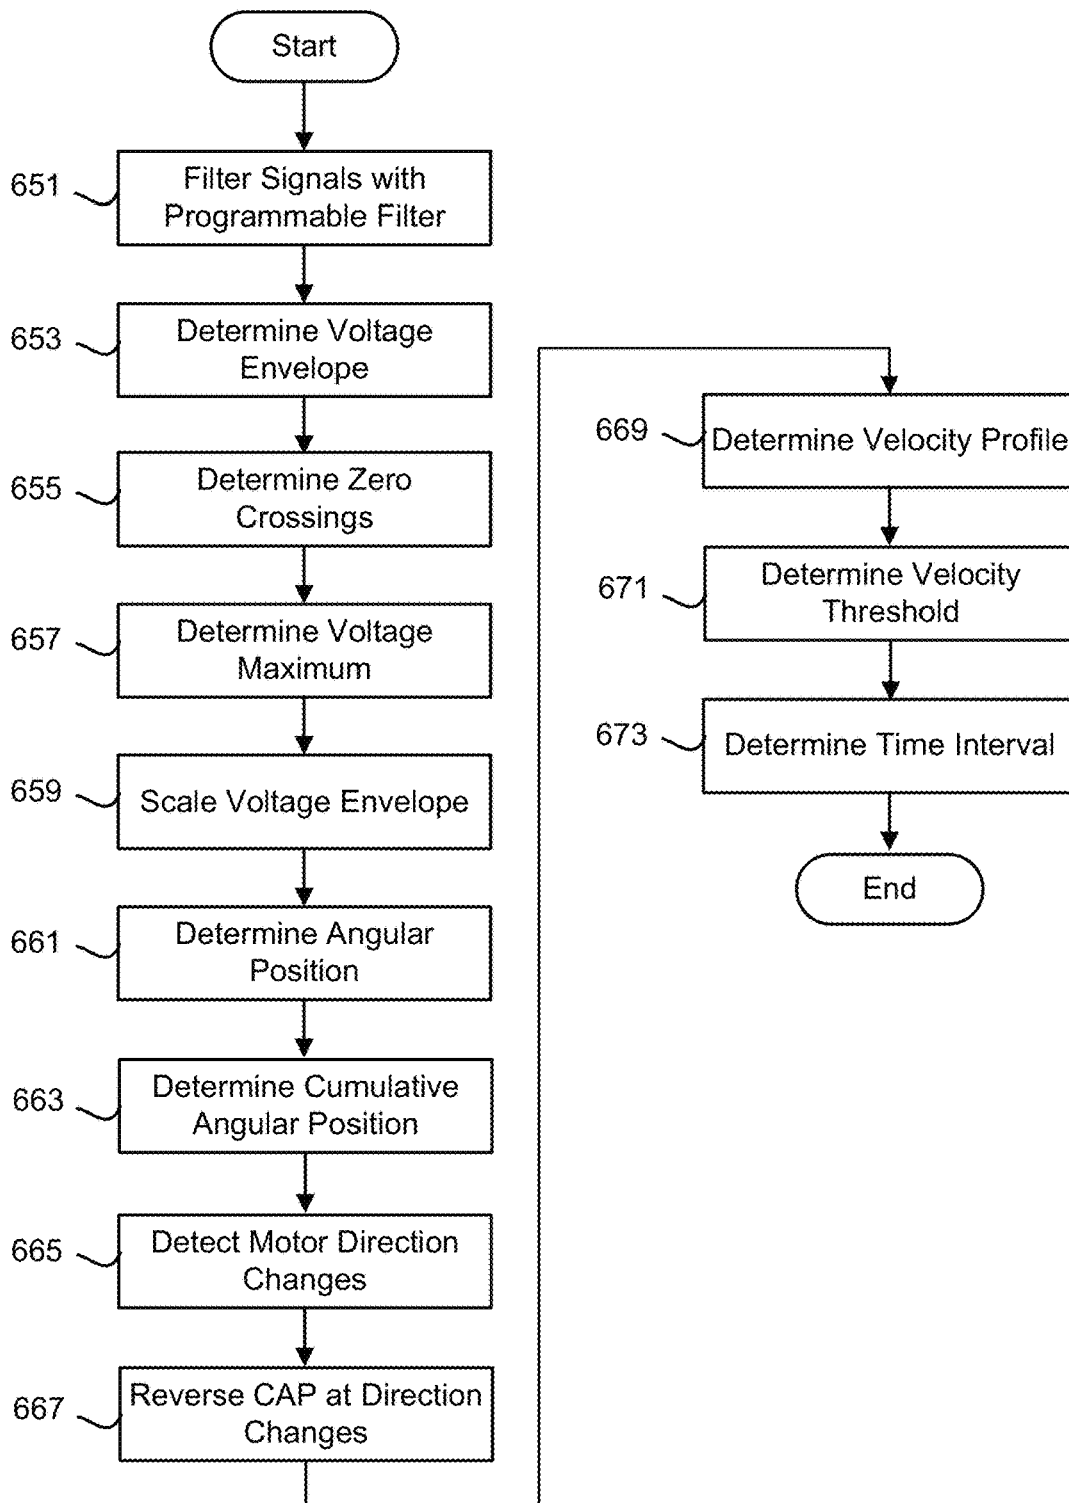 Start
651
Filter Signals with
Programmable Filter
653
Determine Voltage
Envelope
655
Determine Zero
Crossings
657
Determine Voltage
Maximum
659
Scale Voltage Envelope
661
Determine Angular
Position
663
Determine Cumulative
Angular Position
665
Detect Motor Direction
Changes
667
Reverse CAP at Direction
Changes
669
Determine Velocity Profile
671
Determine Velocity
Threshold
673
Determine Time Interval
End